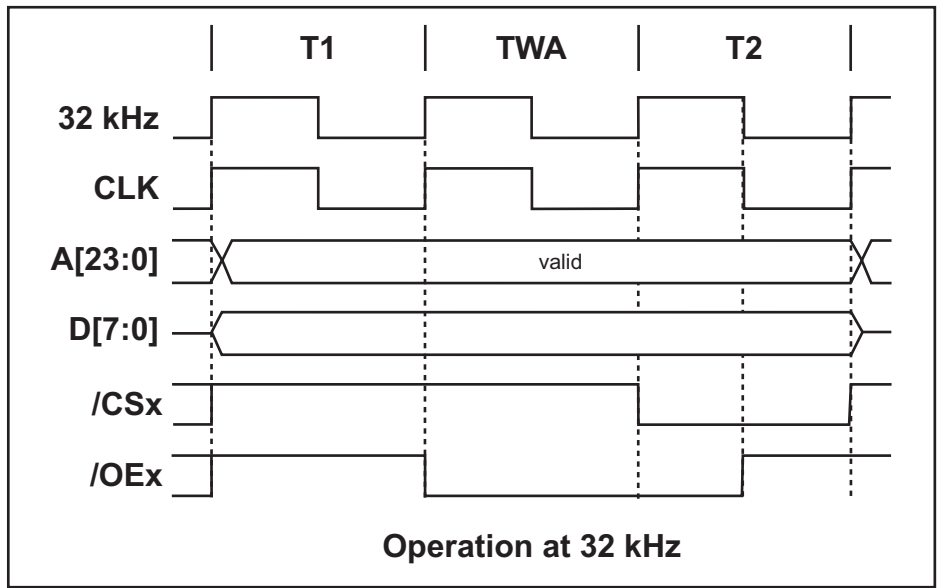 T1 TWA T2
32 kHz
CLK
A[23:0] valid
D[7:0]
/CSx
/OEx
Operation at 32 kHz